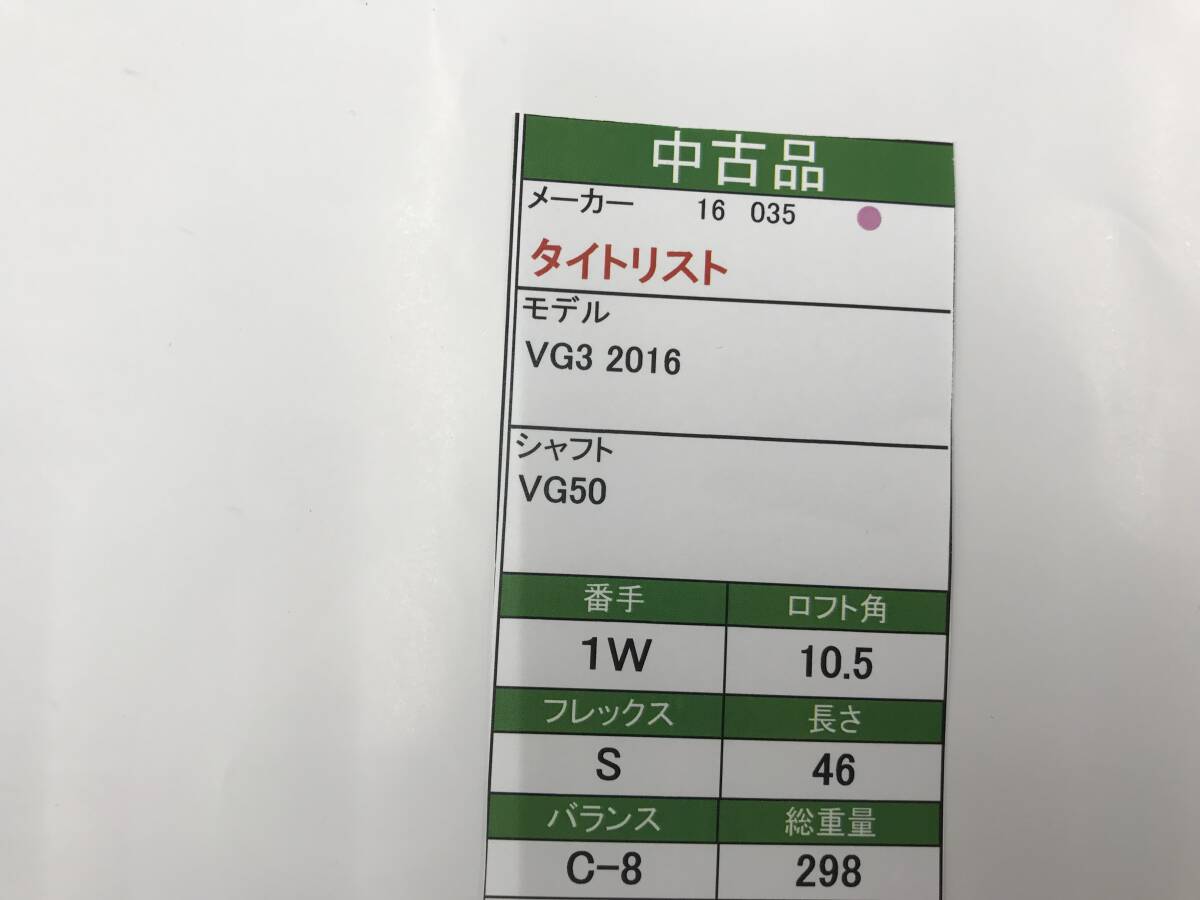 中古品
メーカー 16 035
タイトリスト
モデル
VG3 2016
シャフト
VG50
番手 ロフト角
1W 10.5
フレックス 長さ
S 46
バランス 総重量
C-8 298